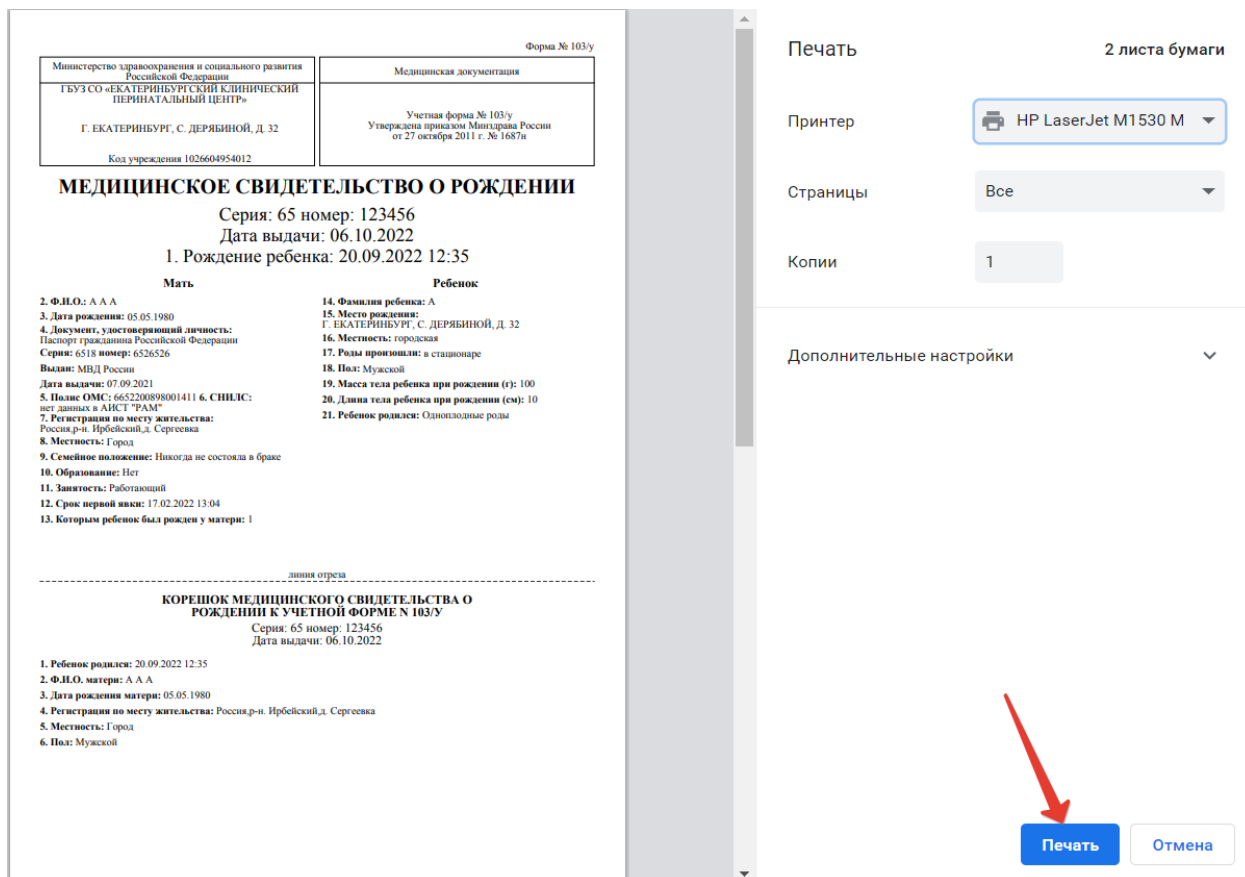 Форма № 103/у
Министерство здравоохранения и социального развития
Российской Федерации
Медицинская документация
ГБУЗ СО «ЕКАТЕРИНБУРГСКИЙ КЛИНИЧЕСКИЙ
ПЕРИНАТАЛЬНЫЙ ЦЕНТР»
Г. ЕКАТЕРИНБУРГ, С. ДЕРЯБИНОЙ, Д. 32
Код учреждения 1026604954012
Учетная форма № 103/у
Утверждена приказом Минздрава России
от 27 октября 2011 г. № 1687н
МЕДИЦИНСКОЕ СВИДЕТЕЛЬСТВО О РОЖДЕНИИ
Серия: 65 номер: 123456
Дата выдачи: 06.10.2022
1. Рождение ребенка: 20.09.2022 12:35
Мать
2. Ф.И.О.: А А А
3. Дата рождения: 05.05.1980
4. Документ, удостоверяющий личность:
Паспорт гражданина Российской Федерации
Серия: 6518 номер: 6526526
Выдан: МВД России
Дата выдачи: 07.09.2021
5. Полис ОМС: 6652200898001411 6. СНИЛС:
нет данных в АИСТ "РАМ"
7. Регистрация по месту жительства:
Россия,р-н. Ирбейский,д. Сергеевка
8. Местность: Город
9. Семейное положение: Никогда не состояла в браке
10. Образование: Нет
11. Занятость: Работающий
12. Срок первой явки: 17.02.2022 13:04
13. Которым ребенок был рожден у матери: 1
Ребенок
14. Фамилия ребенка: А
15. Место рождения:
Г. ЕКАТЕРИНБУРГ, С. ДЕРЯБИНОЙ, Д. 32
16. Местность: городская
17. Роды произошли: в стационаре
18. Пол: Мужской
19. Масса тела ребенка при рождении (г): 100
20. Длина тела ребенка при рождении (см): 10
21. Ребенок родился: Одноплодные роды
линия отреза
КОРЕШОК МЕДИЦИНСКОГО СВИДЕТЕЛЬСТВА О
РОЖДЕНИИ К УЧЕТНОЙ ФОРМЕ N 103/У
Серия: 65 номер: 123456
Дата выдачи: 06.10.2022
1. Ребенок родился: 20.09.2022 12:35
2. Ф.И.О. матери: А А А
3. Дата рождения матери: 05.05.1980
4. Регистрация по месту жительства: Россия,р-н. Ирбейский,д. Сергеевка
5. Местность: Город
6. Пол: Мужской
Печать
2 листа бумаги
Принтер
HP LaserJet M1530 M
Страницы
Все
Копии
1
Дополнительные настройки
Печать
Отмена